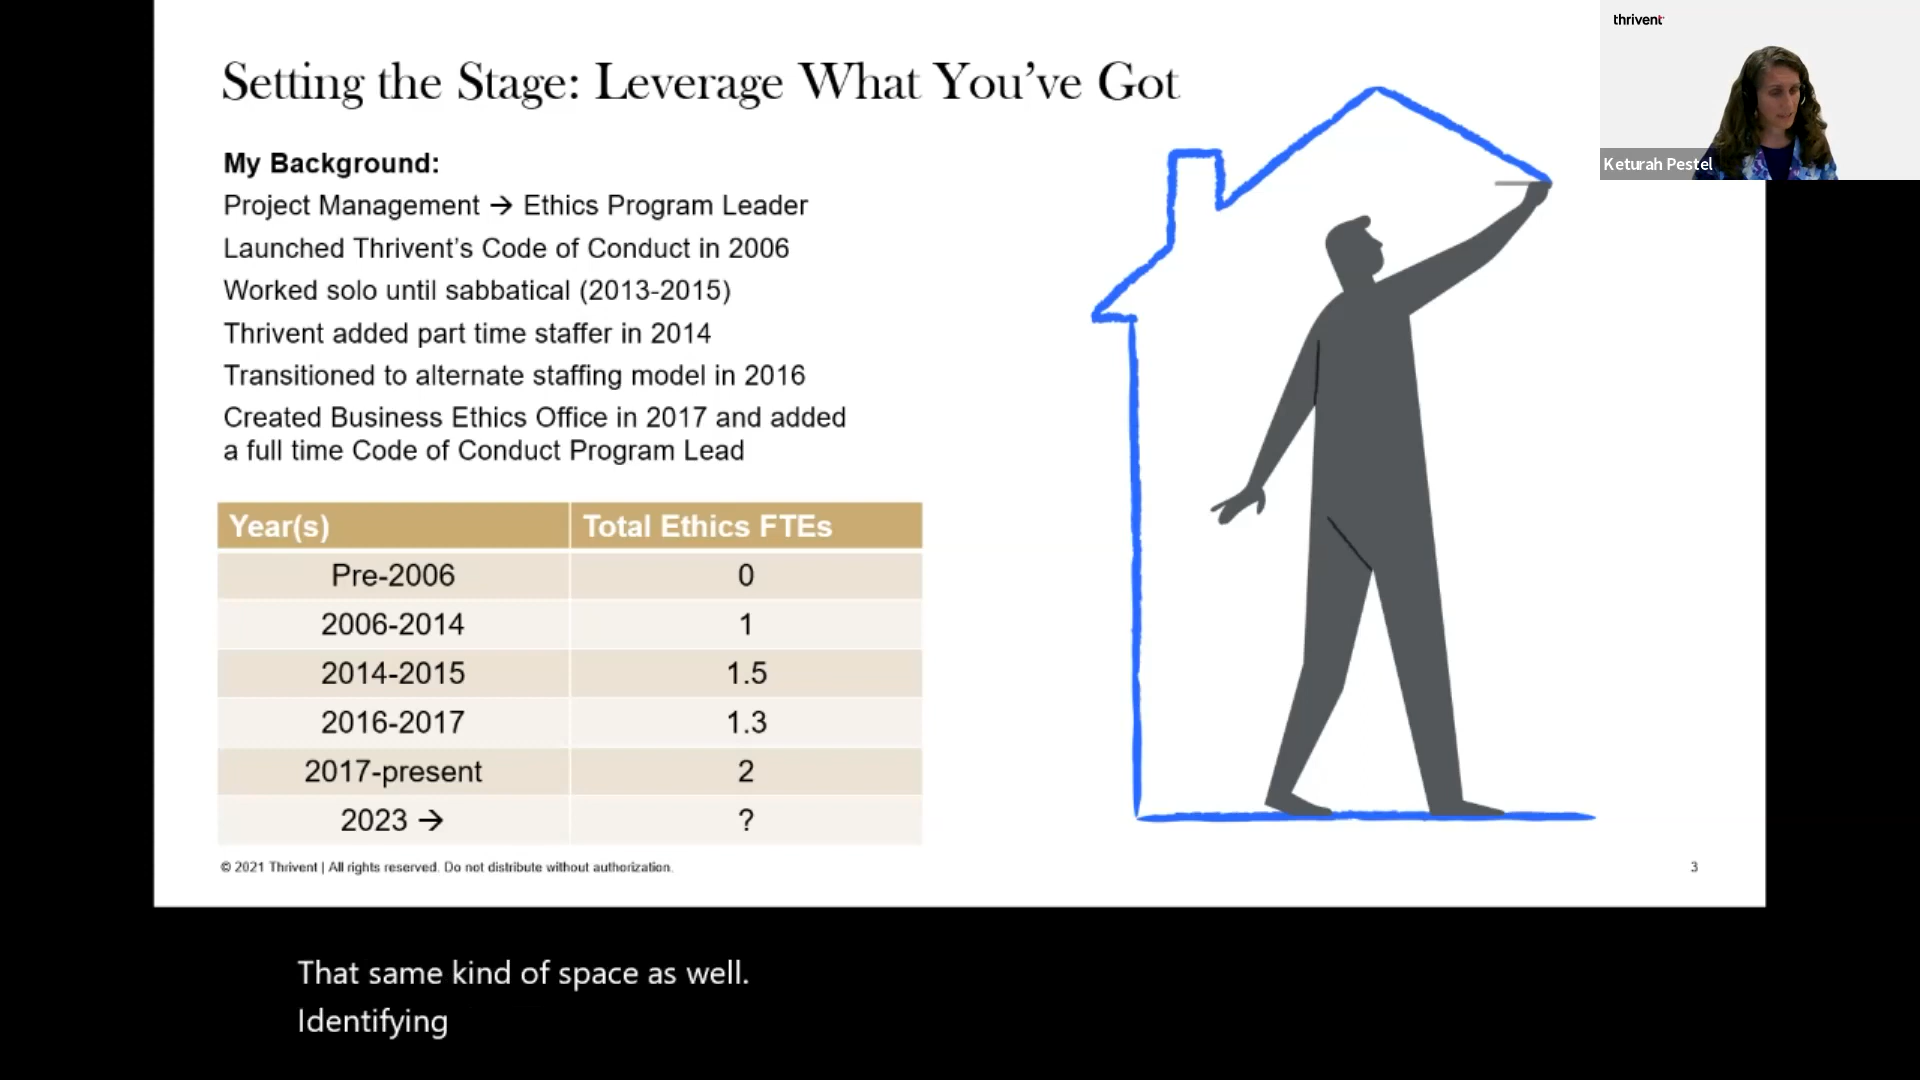 Setting the Stage: Leverage What You’ve Got
thrivent
Keturah Pestel
My Background:
Project Management → Ethics Program Leader
Launched Thrivent’s Code of Conduct in 2006
Worked solo until sabbatical (2013-2015)
Thrivent added part time staffer in 2014
Transitioned to alternate staffing model in 2016
Created Business Ethics Office in 2017 and added
a full time Code of Conduct Program Lead
Year(s) Total Ethics FTEs
Pre-2006 0
2006-2014 1
2014-2015 1.5
2016-2017 1.3
2017-present 2
2023 → ?
© 2021 Thrivent | All rights reserved. Do not distribute without authorization.
3
That same kind of space as well.
Identifying